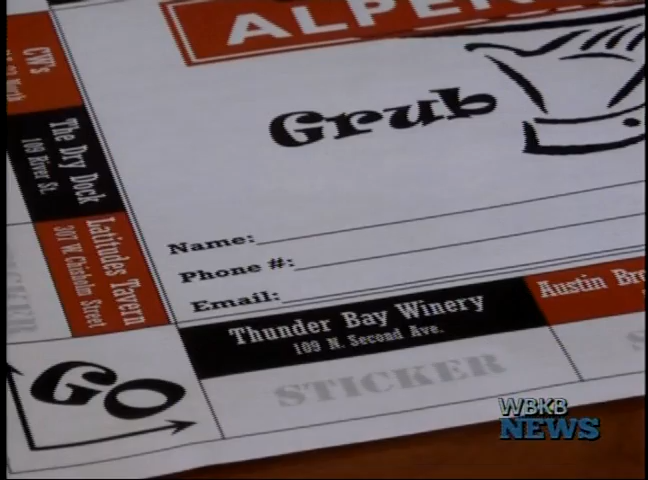 ALPEN
CW's
The Dry Dock
109 River St.
Grub
Latitudes Tavern
307 W Chisholm Street
Name:
Phone #:
Email:
Thunder Bay Winery
109 N. Second Ave.
Austin Br
GO
STICKER
WBKB
NEWS